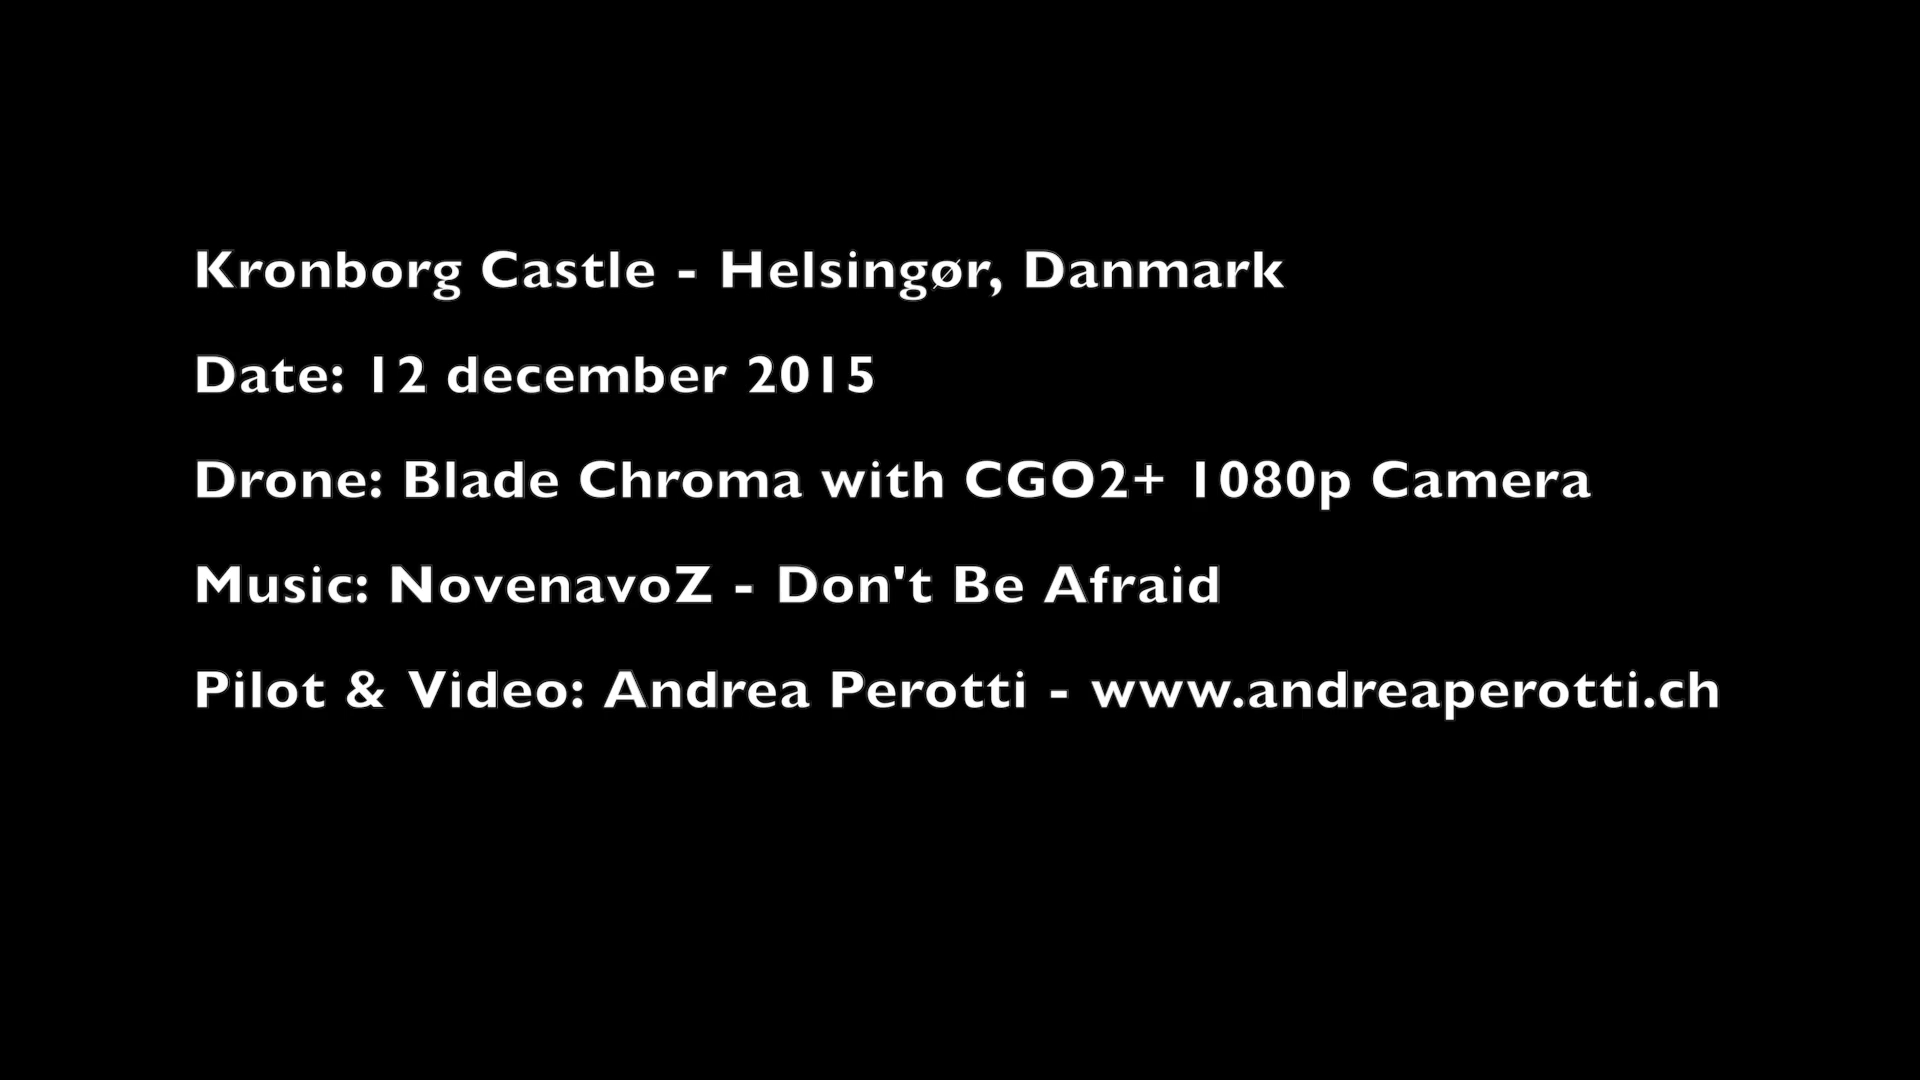 Kronborg Castle - Helsingør, Danmark
Date: 12 december 2015
Drone: Blade Chroma with CGO2+ 1080p Camera
Music: NovenavoZ - Don't Be Afraid
Pilot & Video: Andrea Perotti - www.andreaperotti.ch